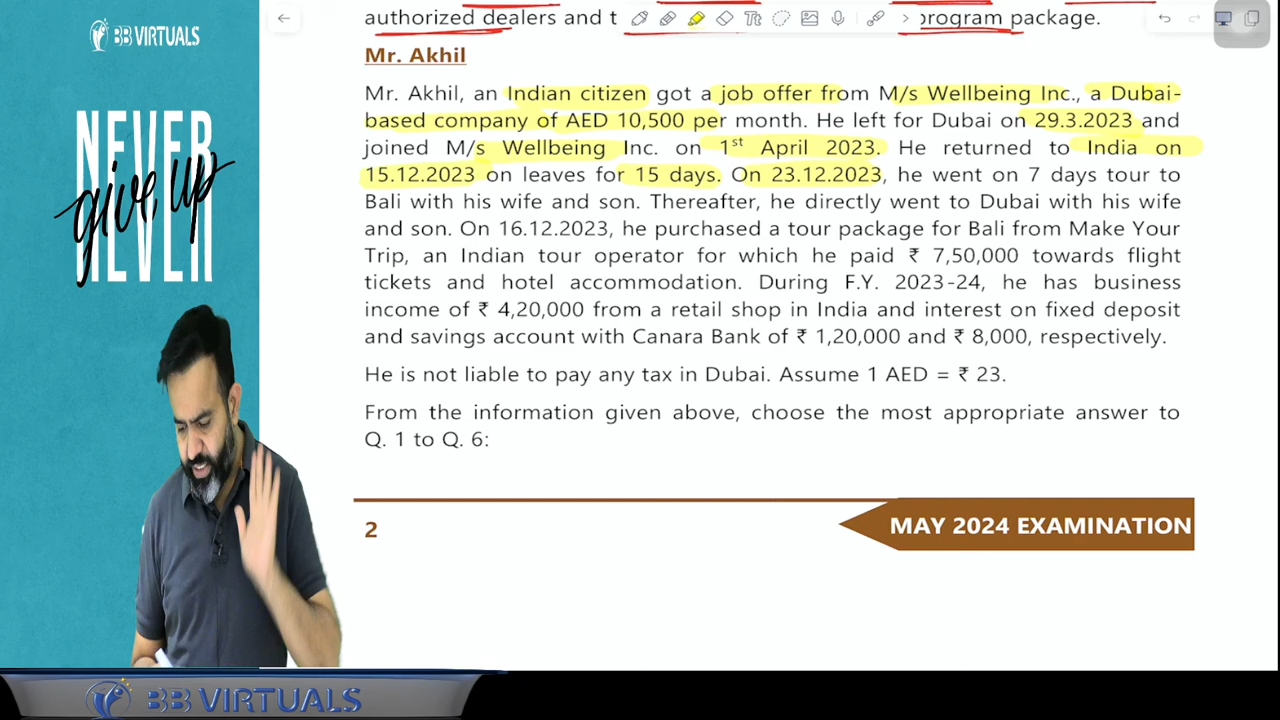 BB VIRTUALS
authorized dealers and t
program package.
NEVER
give up
NEVER
Mr. Akhil
Mr. Akhil, an Indian citizen got a job offer from M/s Wellbeing Inc., a Dubai-
based company of AED 10,500 per month. He left for Dubai on 29.3.2023 and
joined M/s Wellbeing Inc. on 1st April 2023. He returned to India on
15.12.2023 on leaves for 15 days. On 23.12.2023, he went on 7 days tour to
Bali with his wife and son. Thereafter, he directly went to Dubai with his wife
and son. On 16.12.2023, he purchased a tour package for Bali from Make Your
Trip, an Indian tour operator for which he paid ₹ 7,50,000 towards flight
tickets and hotel accommodation. During F.Y. 2023-24, he has business
income of ₹ 4,20,000 from a retail shop in India and interest on fixed deposit
and savings account with Canara Bank of ₹ 1,20,000 and ₹ 8,000, respectively.
He is not liable to pay any tax in Dubai. Assume 1 AED = ₹ 23.
From the information given above, choose the most appropriate answer to
Q. 1 to Q. 6:
2
MAY 2024 EXAMINATION
BB VIRTUALS